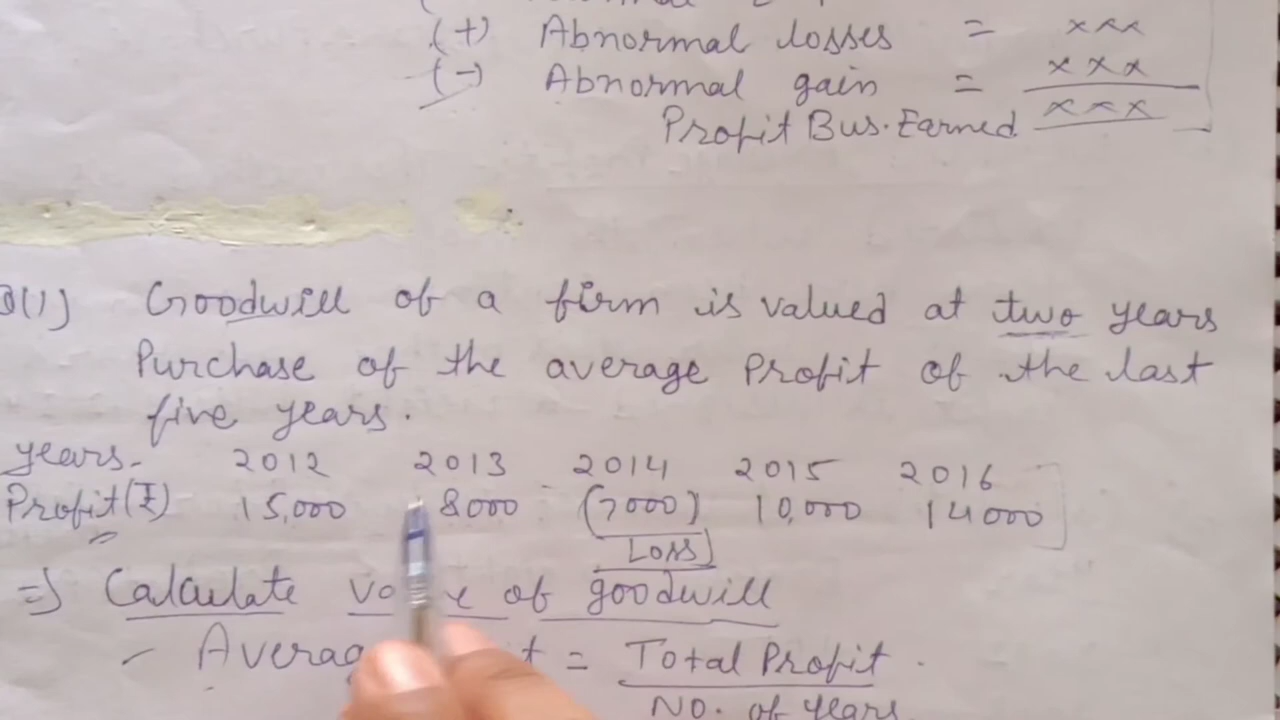 (+) Abnormal losses = xxx
(-) Abnormal gain = xxx
Profit Bus. Earned xxx
Q(1) Goodwill of a firm is valued at two years
Purchase of the average Profit of the last
five years.
years. 2012 2013 2014 2015 2016
Profit(₹) 15,000 8000 (7000) 10,000 14000
Loss
=) Calculate of goodwill
- = Total Profit
No. of years